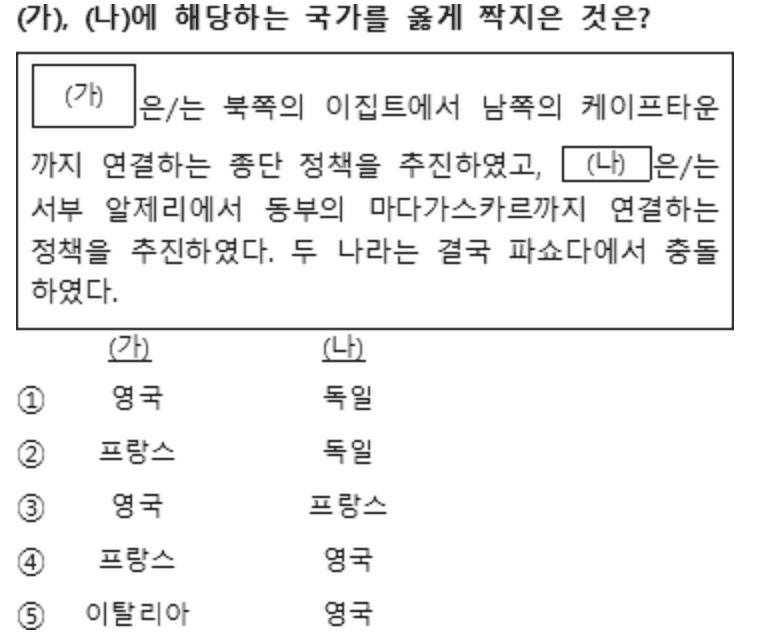 (가), (나)에 해당하는 국가를 옳게 짝지은 것은?
(가) 은/는 북쪽의 이집트에서 남쪽의 케이프타운
까지 연결하는 종단 정책을 추진하였고, (나) 은/는
서부 알제리에서 동부의 마다가스카르까지 연결하는
정책을 추진하였다. 두 나라는 결국 파쇼다에서 충돌
하였다.
(가) (나)
① 영국 독일
② 프랑스 독일
③ 영국 프랑스
④ 프랑스 영국
⑤ 이탈리아 영국